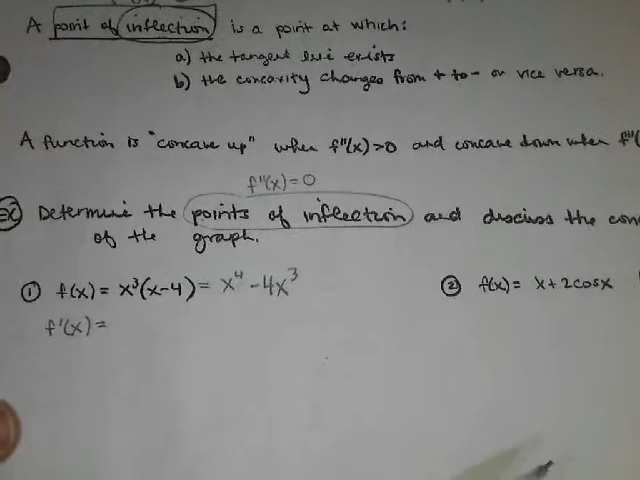 A point of inflection is a point at which:
a) the tangent line exists
b) the concavity changes from + to - or vice versa.
A function is "concave up" when f''(x)>0 and concave down when f''(
f''(x)=0
Ex Determine the points of inflection and discuss the con
of the graph.
① f(x) = x³(x-4) = x⁴ - 4x³
② f(x) = x + 2cosx
f'(x) =